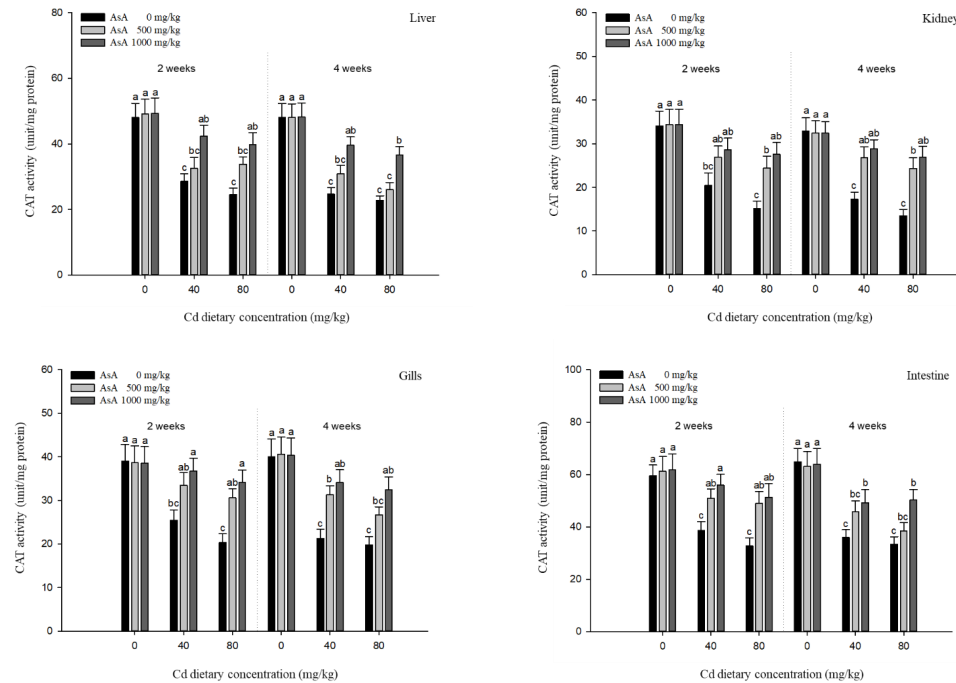 Liver
AsA 0 mg/kg
AsA 500 mg/kg
AsA 1000 mg/kg
2 weeks
4 weeks
CAT activity (unit/mg protein)
80
60
40
20
0
a a a
c bc ab
c ab ab
a a a
c bc ab
c c b
0 40 80 0 40 80
Cd dietary concentration (mg/kg)
Kidney
AsA 0 mg/kg
AsA 500 mg/kg
AsA 1000 mg/kg
2 weeks
4 weeks
CAT activity (unit/mg protein)
60
50
40
30
20
10
0
a a a
bc ab ab
c b ab
a a a
c ab ab
c b ab
0 40 80 0 40 80
Cd dietary concentration (mg/kg)
Gills
AsA 0 mg/kg
AsA 500 mg/kg
AsA 1000 mg/kg
2 weeks
4 weeks
CAT activity (unit/mg protein)
60
50
40
30
20
10
0
a a a
c ab a
c ab a
a a a
c b a
c bc ab
0 40 80 0 40 80
Cd dietary concentration (mg/kg)
Intestine
AsA 0 mg/kg
AsA 500 mg/kg
AsA 1000 mg/kg
2 weeks
4 weeks
CAT activity (unit/mg protein)
100
80
60
40
20
0
a a a
c ab a
c ab ab
a a a
c bc b
c bc b
0 40 80 0 40 80
Cd dietary concentration (mg/kg)